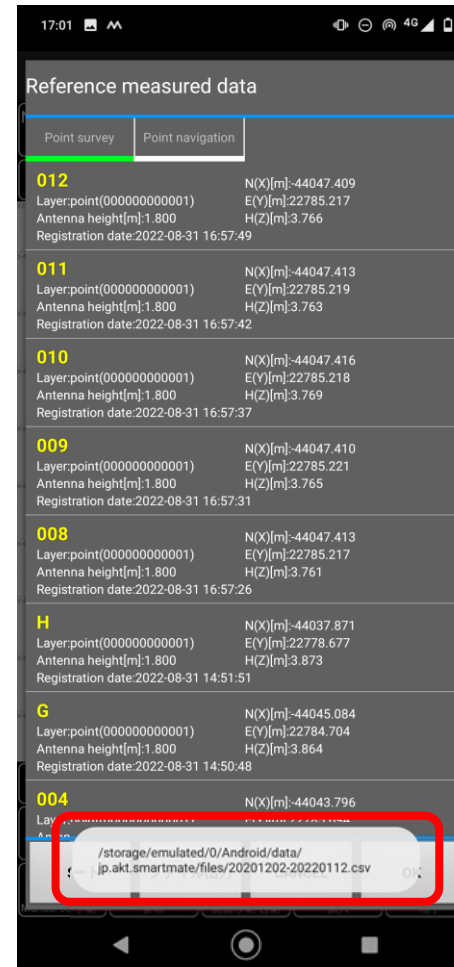 17:01
4G
Reference measured data
Point survey
Point navigation
012
Layer:point(000000000001)
Antenna height[m]:1.800
Registration date:2022-08-31 16:57:49
N(X)[m]:-44047.409
E(Y)[m]:22785.217
H(Z)[m]:3.766
011
Layer:point(000000000001)
Antenna height[m]:1.800
Registration date:2022-08-31 16:57:42
N(X)[m]:-44047.413
E(Y)[m]:22785.219
H(Z)[m]:3.763
010
Layer:point(000000000001)
Antenna height[m]:1.800
Registration date:2022-08-31 16:57:37
N(X)[m]:-44047.416
E(Y)[m]:22785.218
H(Z)[m]:3.769
009
Layer:point(000000000001)
Antenna height[m]:1.800
Registration date:2022-08-31 16:57:31
N(X)[m]:-44047.410
E(Y)[m]:22785.221
H(Z)[m]:3.765
008
Layer:point(000000000001)
Antenna height[m]:1.800
Registration date:2022-08-31 16:57:26
N(X)[m]:-44047.413
E(Y)[m]:22785.217
H(Z)[m]:3.761
H
Layer:point(000000000001)
Antenna height[m]:1.800
Registration date:2022-08-31 14:51:51
N(X)[m]:-44037.871
E(Y)[m]:22778.677
H(Z)[m]:3.873
G
Layer:point(000000000001)
Antenna height[m]:1.800
Registration date:2022-08-31 14:50:48
N(X)[m]:-44045.084
E(Y)[m]:22784.704
H(Z)[m]:3.864
004
N(X)[m]:-44043.796
/storage/emulated/0/Android/data/
jp.akt.smartmate/files/20201202-20220112.csv